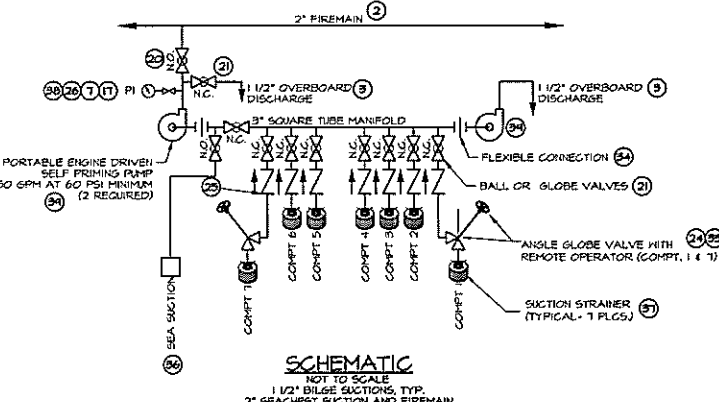 2" FIREMAIN 2
20 N.O.
21
N.C.
38 26 7 17 PI
1 1/2" OVERBOARD 3
DISCHARGE
1 1/2" OVERBOARD 3
DISCHARGE
3" SQUARE TUBE MANIFOLD
N.C.
39
PORTABLE ENGINE DRIVEN
SELF PRIMING PUMP
50 GPM AT 60 PSI MINIMUM
(2 REQUIRED)
39
N.O. N.C. N.C. N.C. N.C. N.C. N.C. N.C.
FLEXIBLE CONNECTION 34
25
BALL OR GLOBE VALVES 21
COMPT 7
COMPT 6
COMPT 5
COMPT 4
COMPT 3
COMPT 2
COMPT 1
ANGLE GLOBE VALVE WITH 24 35
REMOTE OPERATOR (COMPT. 1 & 7)
SUCTION STRAINER 37
(TYPICAL- 7 PLCS.)
SEA SUCTION
36
SCHEMATIC
NOT TO SCALE
1 1/2" BILGE SUCTIONS, TYP.
2" SEACHEST SUCTION AND FIREMAIN